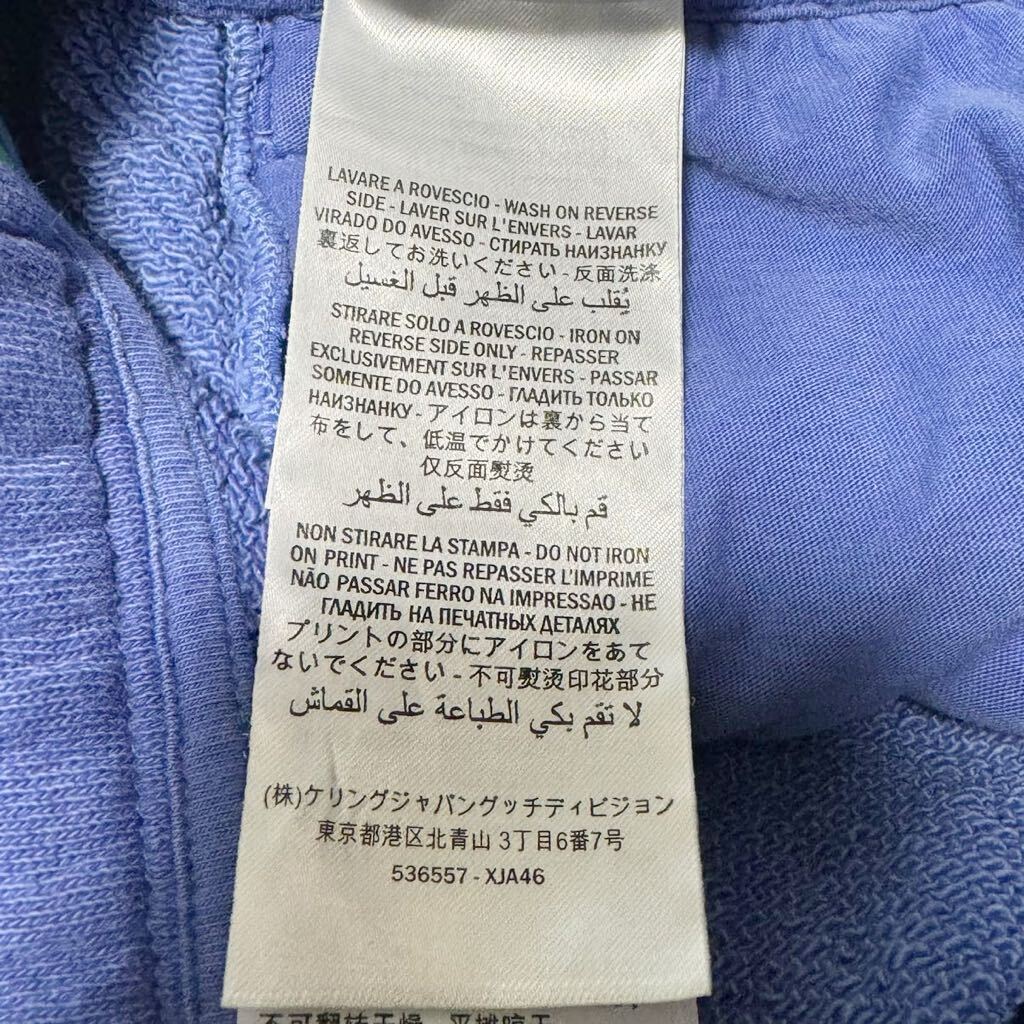 LAVARE A ROVESCIO - WASH ON REVERSE
SIDE - LAVER SUR L'ENVERS - LAVAR
VIRADO DO AVESSO - СТИРАТЬ НАИЗНАНКУ
裏返してお洗いください - 反面洗涤
يُقلب على الظهر قبل الغسيل
STIRARE SOLO A ROVESCIO - IRON ON
REVERSE SIDE ONLY - REPASSER
EXCLUSIVEMENT SUR L'ENVERS - PASSAR
SOMENTE DO AVESSO - ГЛАДИТЬ ТОЛЬКО
НАИЗНАНКУ - アイロンは裏から当て
布をして、低温でかけてください
仅反面熨烫
قم بالكي فقط على الظهر
NON STIRARE LA STAMPA - DO NOT IRON
ON PRINT - NE PAS REPASSER L'IMPRIME
NÃO PASSAR FERRO NA IMPRESSAO - НЕ
ГЛАДИТЬ НА ПЕЧАТНЫХ ДЕТАЛЯХ
プリントの部分にアイロンをあて
ないでください - 不可熨烫印花部分
لا تقم بكي الطباعة على القماش
(株)ケリングジャパングッチディビジョン
東京都港区北青山 3丁目6番7号
536557 - XJA46